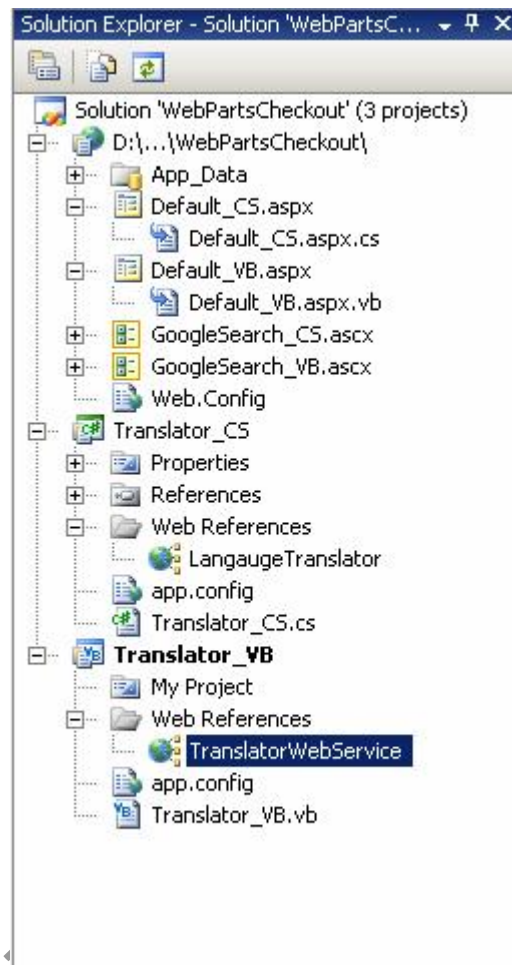 Solution Explorer - Solution 'WebPartsC...
Solution 'WebPartsCheckout' (3 projects)
D:\...\WebPartsCheckout\
App_Data
Default_CS.aspx
Default_CS.aspx.cs
Default_VB.aspx
Default_VB.aspx.vb
GoogleSearch_CS.ascx
GoogleSearch_VB.ascx
Web.Config
C# Translator_CS
Properties
References
Web References
LangaugeTranslator
app.config
C# Translator_CS.cs
VB Translator_VB
My Project
Web References
TranslatorWebService
app.config
VB Translator_VB.vb